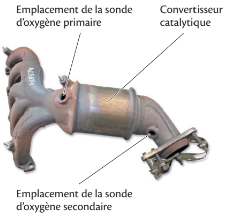 Emplacement de la sonde
d'oxygène primaire
Convertisseur
catalytique
Emplacement de la sonde
d'oxygène secondaire